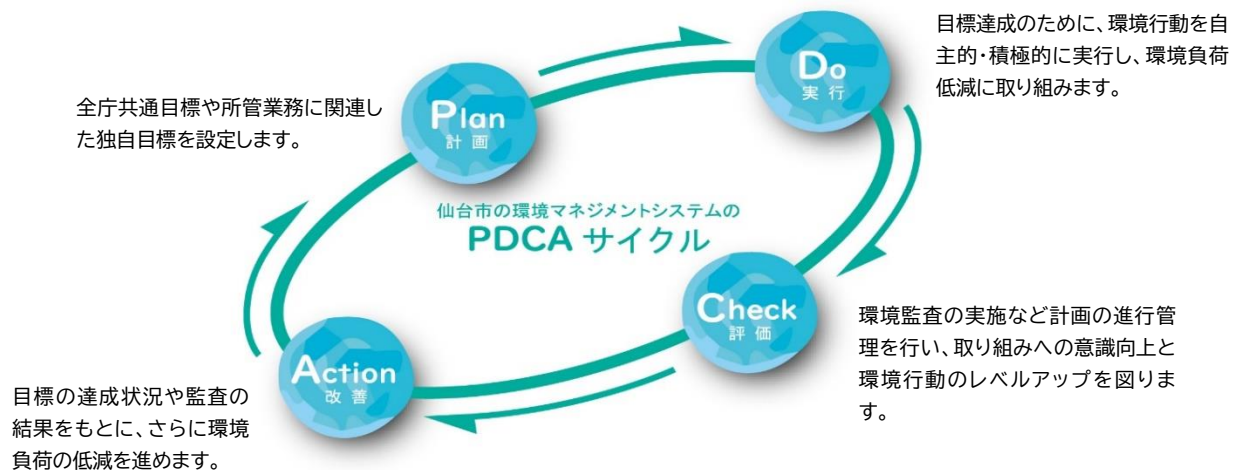 目標達成のために、環境行動を自
主的・積極的に実行し、環境負荷
低減に取り組みます。
Do
実行
全庁共通目標や所管業務に関連し
た独自目標を設定します。
Plan
計画
仙台市の環境マネジメントシステムの
PDCA サイクル
Check
評価
環境監査の実施など計画の進行管
理を行い、取り組みへの意識向上と
環境行動のレベルアップを図りま
す。
Action
改善
目標の達成状況や監査の
結果をもとに、さらに環境
負荷の低減を進めます。